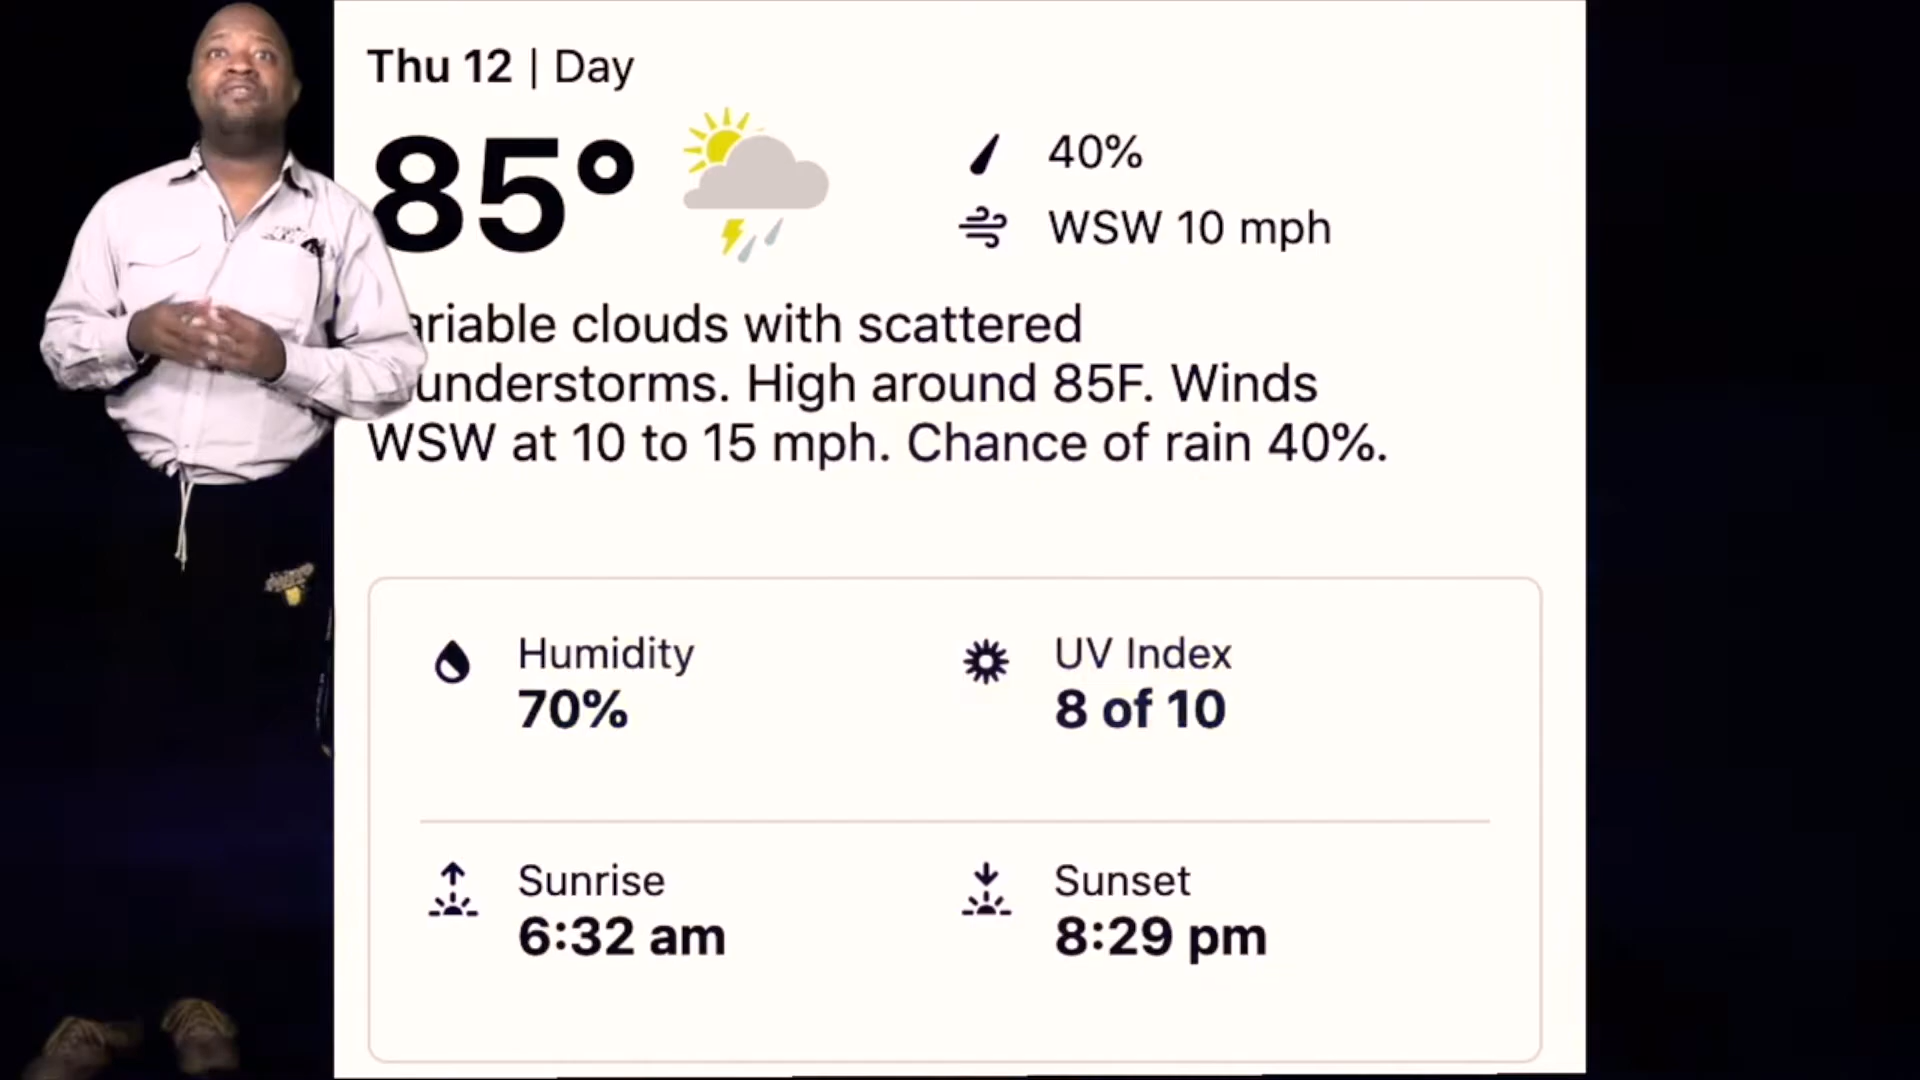 Thu 12 | Day
85°
40%
WSW 10 mph
ariable clouds with scattered
understorms. High around 85F. Winds
WSW at 10 to 15 mph. Chance of rain 40%.
Humidity
70%
UV Index
8 of 10
Sunrise
6:32 am
Sunset
8:29 pm